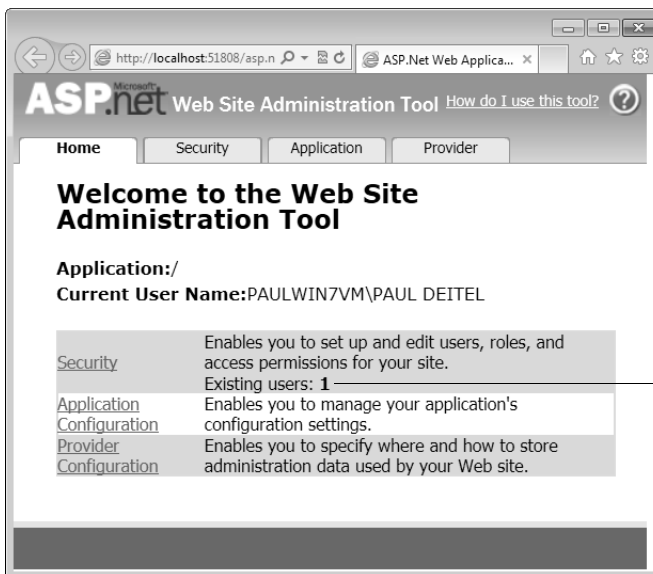 http://localhost:51808/asp.n
ASP.Net Web Applica...
Microsoft
ASP.net Web Site Administration Tool How do I use this tool? ?
Home Security Application Provider
Welcome to the Web Site
Administration Tool
Application:/
Current User Name:PAULWIN7VM\PAUL DEITEL
Security
Enables you to set up and edit users, roles, and
access permissions for your site.
Existing users: 1
Application
Configuration
Enables you to manage your application's
configuration settings.
Provider
Configuration
Enables you to specify where and how to store
administration data used by your Web site.